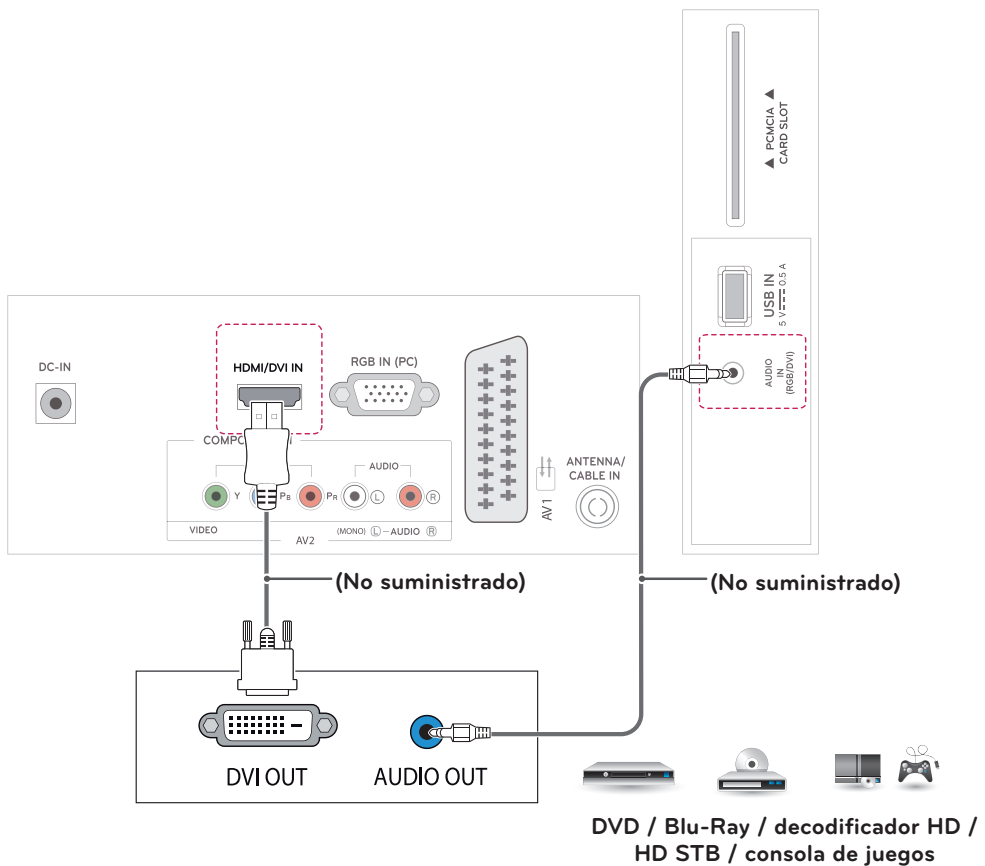 ▲ PCMCIA ▲
CARD SLOT
USB IN
5 V 0.5 A
AUDIO
IN
(RGB/DVI)
DC-IN
HDMI/DVI IN
RGB IN (PC)
AV1
ANTENNA/
CABLE IN
AUDIO
Y PB PR L R
VIDEO
(MONO) L AUDIO R
AV2
(No suministrado)
(No suministrado)
DVI OUT
AUDIO OUT
DVD / Blu-Ray / decodificador HD /
HD STB / consola de juegos